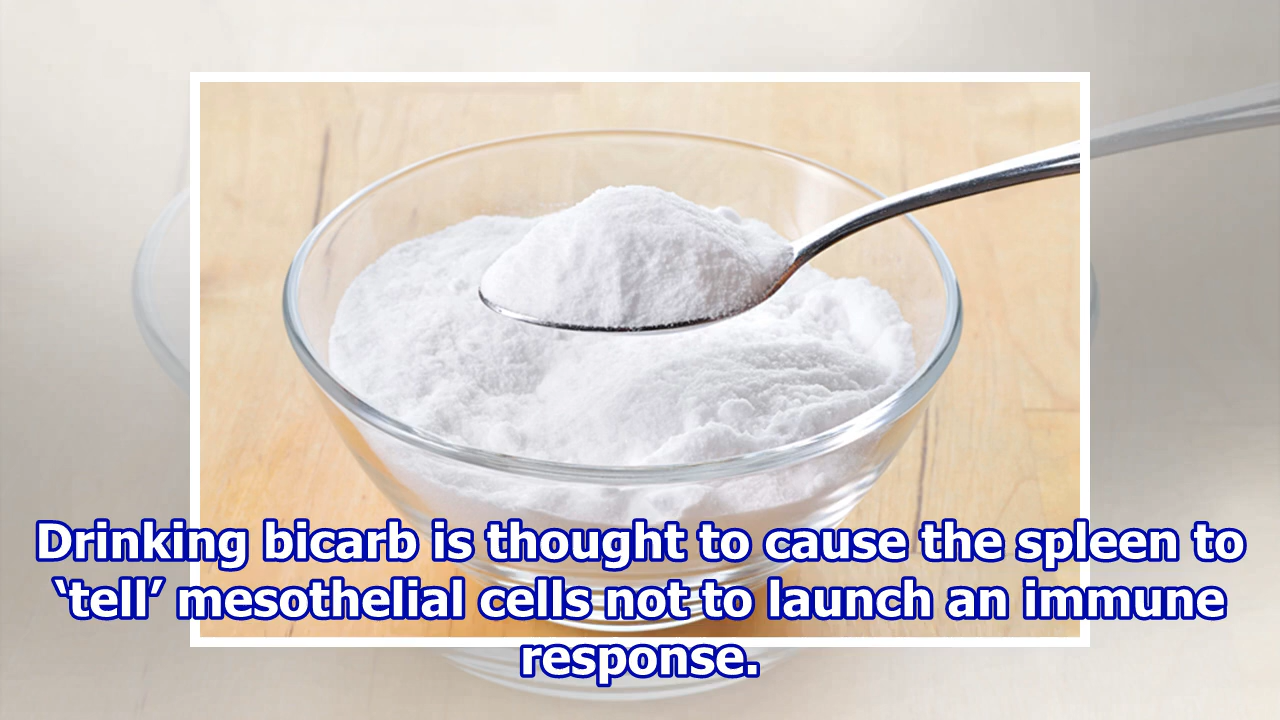 Drinking bicarb is thought to cause the spleen to
‘tell’ mesothelial cells not to launch an immune
response.